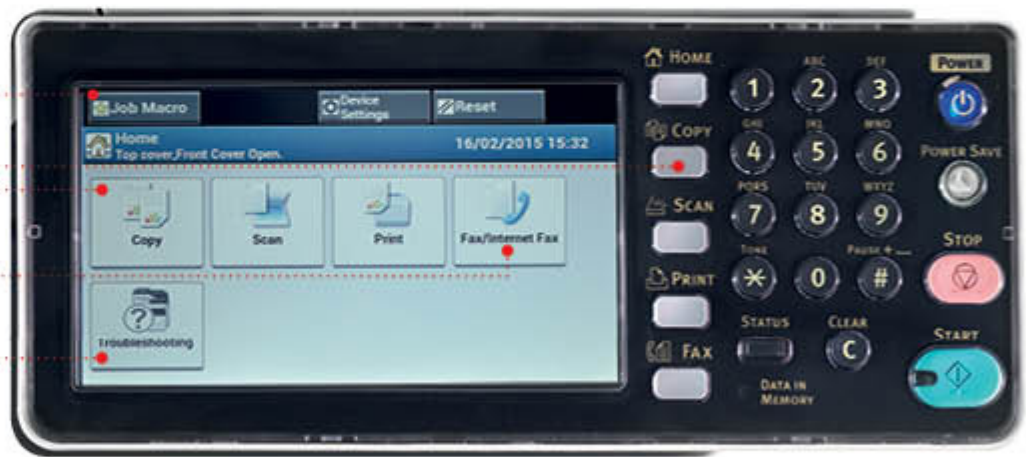 Job Macro
Device
Settings
Reset
Home
16/02/2015 15:32
Top cover,Front Cover Open.
Copy
Scan
Print
Fax/Internet Fax
Troubleshooting
HOME
COPY
SCAN
PRINT
FAX
ABC
DEF
1
2
3
GHI
JKL
MNO
4
5
6
PQRS
TUV
WXYZ
7
8
9
TONE
PAUSE
*
0
#
STATUS
CLEAR
C
DATA IN
MEMORY
POWER
POWER SAVE
STOP
START